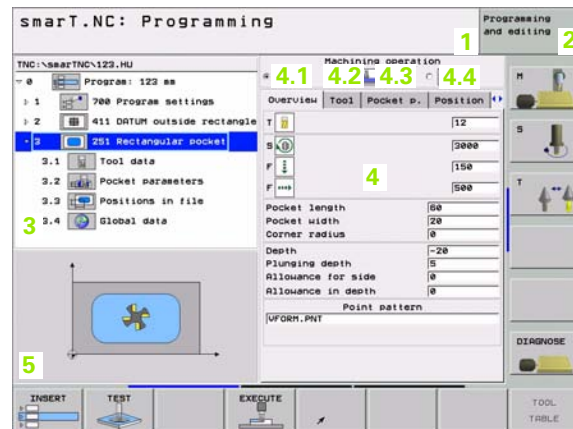 smarT.NC: Programming
1
Programming
and editing
2
TNC:\smarTNC\123.HU
0 Program: 123 mm
1 700 Program settings
2 411 DATUM outside rectangle
3 251 Rectangular pocket
3.1 Tool data
3.2 Pocket parameters
3.3 Positions in file
3.4 Global data
3
Machining operation
4.1 4.2 4.3 4.4
Overview Tool Pocket p. Position
T 12
S 3000
F 150
F 500
4
Pocket length 60
Pocket width 20
Corner radius 0
Depth -20
Plunging depth 5
Allowance for side 0
Allowance in depth 0
Point pattern
VFORM.PNT
5
M
S
T
DIAGNOSE
INSERT
TEST
EXECUTE
TOOL
TABLE